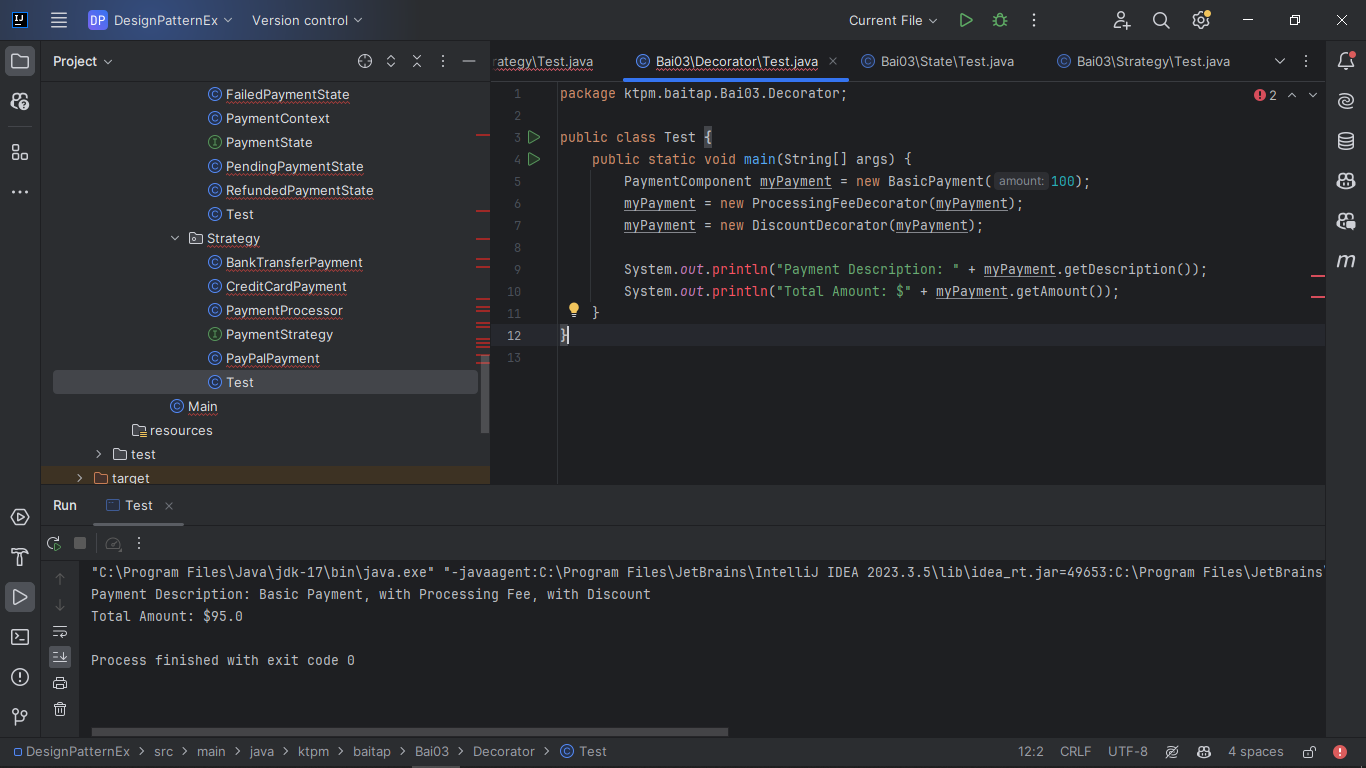 DP DesignPatternEx Version control Current File
Project
rategy\Test.java Bai03\Decorator\Test.java Bai03\State\Test.java Bai03\Strategy\Test.java
FailedPaymentState
PaymentContext
PaymentState
PendingPaymentState
RefundedPaymentState
Test
Strategy
BankTransferPayment
CreditCardPayment
PaymentProcessor
PaymentStrategy
PayPalPayment
Test
Main
resources
test
target
1 package ktpm.baitap.Bai03.Decorator; 2
2
3 public class Test {
4 public static void main(String[] args) {
5 PaymentComponent myPayment = new BasicPayment( amount: 100);
6 myPayment = new ProcessingFeeDecorator(myPayment);
7 myPayment = new DiscountDecorator(myPayment);
8
9 System.out.println("Payment Description: " + myPayment.getDescription());
10 System.out.println("Total Amount: $" + myPayment.getAmount());
11 }
12 }
13
Run Test
"C:\Program Files\Java\jdk-17\bin\java.exe" "-javaagent:C:\Program Files\JetBrains\IntelliJ IDEA 2023.3.5\lib\idea_rt.jar=49653:C:\Program Files\JetBrains\
Payment Description: Basic Payment, with Processing Fee, with Discount
Total Amount: $95.0
Process finished with exit code 0
DesignPatternEx > src > main > java > ktpm > baitap > Bai03 > Decorator > Test 12:2 CRLF UTF-8 4 spaces